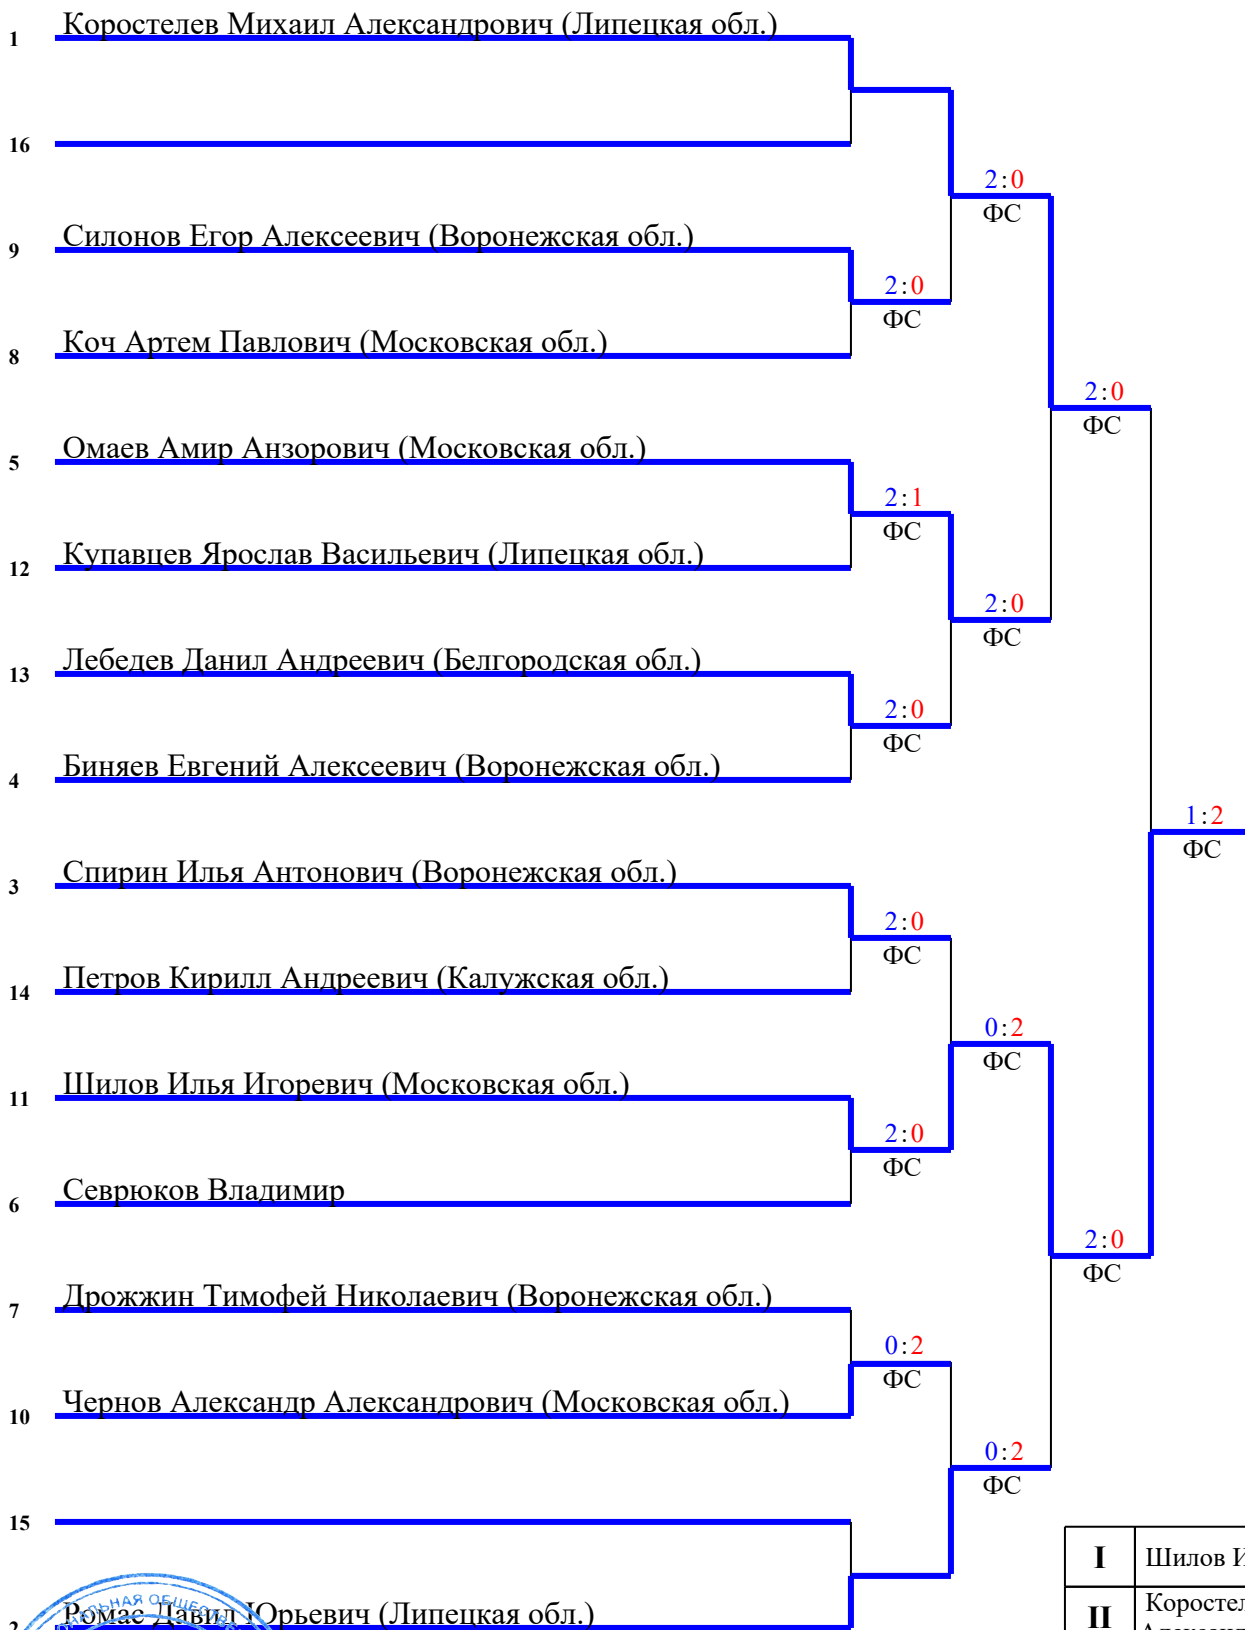 1 Коростелев Михаил Александрович (Липецкая обл.)
16
2:0
ФС
9 Силонов Егор Алексеевич (Воронежская обл.)
2:0
ФС
8 Коч Артем Павлович (Московская обл.)
2:0
ФС
5 Омаев Амир Анзорович (Московская обл.)
2:1
ФС
12 Купавцев Ярослав Васильевич (Липецкая обл.)
2:0
ФС
13 Лебедев Данил Андреевич (Белгородская обл.)
2:0
ФС
4 Биняев Евгений Алексеевич (Воронежская обл.)
1:2
ФС
3 Спирин Илья Антонович (Воронежская обл.)
2:0
ФС
14 Петров Кирилл Андреевич (Калужская обл.)
0:2
ФС
11 Шилов Илья Игоревич (Московская обл.)
2:0
ФС
6 Севрюков Владимир
2:0
ФС
7 Дрожжин Тимофей Николаевич (Воронежская обл.)
0:2
ФС
10 Чернов Александр Александрович (Московская обл.)
0:2
ФС
15
I Шилов И
2 Ромас Давид Юрьевич (Липецкая обл.)
II Коростел
Александ